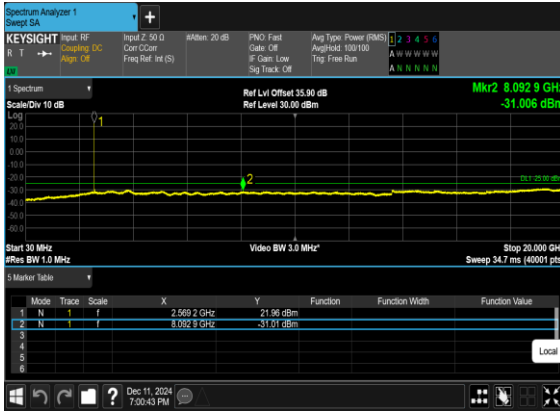 Spectrum Analyzer 1
Swept SA
+
KEYSIGHT Input: RF Input Z: 50 Ω #Atten: 20 dB PNO: Fast Avg Type: Power (RMS) 1 2 3 4 5 6
R T Coupling: DC Corr CCorr Gate: Off Avg|Hold: 100/100 A W W W W W
Align: Off Freq Ref: Int (S) IF Gain: Low Trig: Free Run
Sig Track: Off A N N N N N
1 Spectrum
Ref Lvl Offset 35.90 dB Mkr2 8.092 9 GHz
Scale/Div 10 dB Ref Level 30.00 dBm -31.006 dBm
Log
20.0
10.0
0.00
-10.0
-20.0
-30.0
-40.0
-50.0
-60.0
1
2
Start 30 MHz Video BW 3.0 MHz* Stop 20.000 GH
#Res BW 1.0 MHz Sweep 34.7 ms (40001 pts
5 Marker Table
Mode Trace Scale X Y Function Function Width Function Value
1 N 1 f 2.569 2 GHz 21.96 dBm
2 N 1 f 8.092 9 GHz -31.01 dBm
3
4
5
6
Local
?
Dec 11, 2024
7:00:43 PM